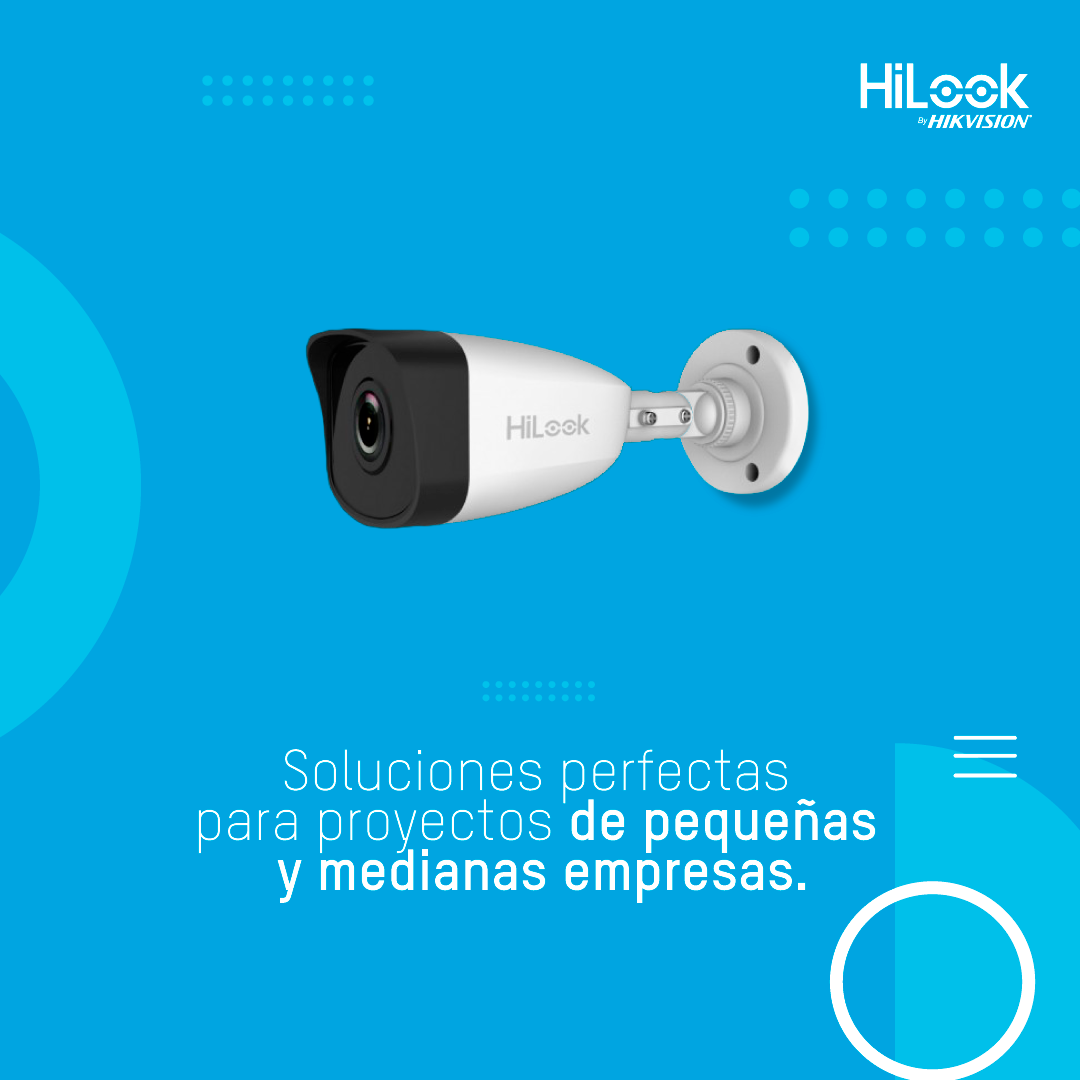 HiLook
By HIKVISION
HiLook
Soluciones perfectas
para proyectos de pequeñas
y medianas empresas.